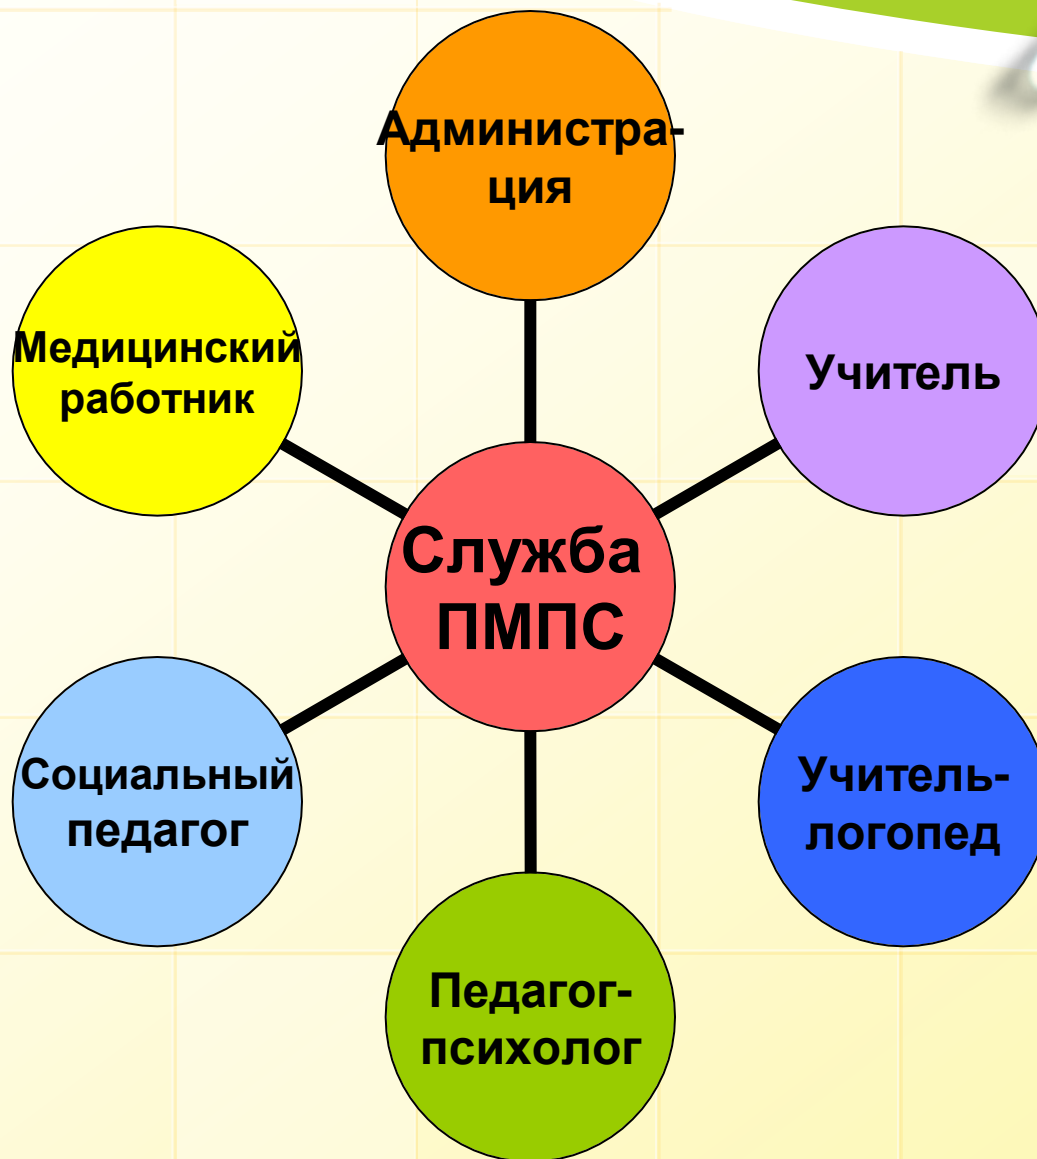 Администра-
ция
Медицинский
работник
Учитель
Служба
ПМПС
Социальный
педагог
Учитель-
логопед
Педагог-
психолог